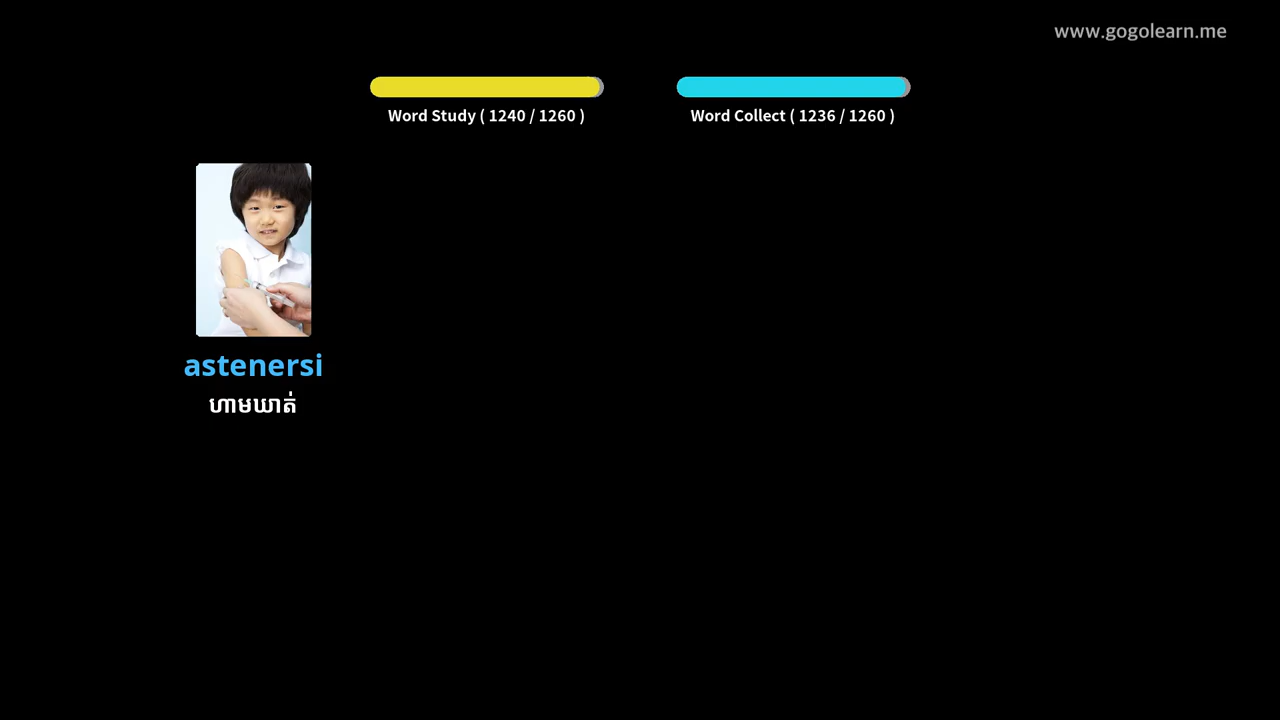 www.gogolearn.me
Word Study ( 1240 / 1260 )
Word Collect ( 1236 / 1260 )
astenersi
ហាមឃាត់